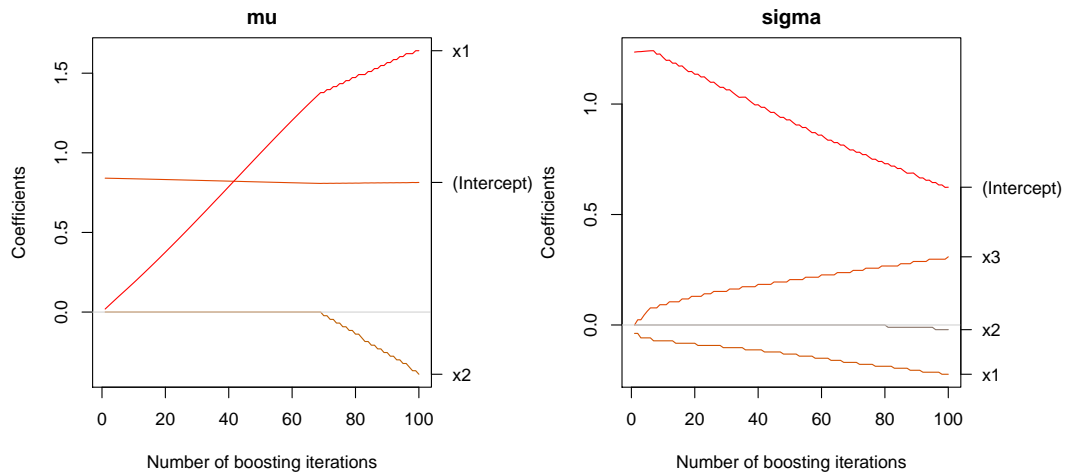 mu
Coefficients
1.5
1.0
0.5
0.0
x1
(Intercept)
x2
0 20 40 60 80 100
Number of boosting iterations
sigma
Coefficients
1.0
0.5
0.0
(Intercept)
x3
x2
x1
0 20 40 60 80 100
Number of boosting iterations